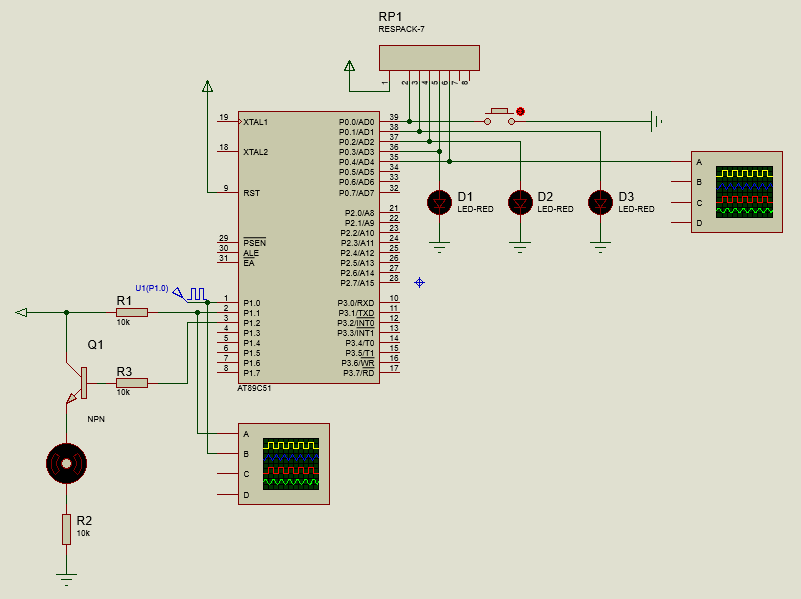 RP1
RESPACK-7
1
2
3
4
5
6
7
8
19
XTAL1
18
XTAL2
9
RST
29
PSEN
30
ALE
31
EA
1
P1.0
2
P1.1
3
P1.2
4
P1.3
5
P1.4
6
P1.5
7
P1.6
8
P1.7
P0.0/AD0
39
P0.1/AD1
38
P0.2/AD2
37
P0.3/AD3
36
P0.4/AD4
35
P0.5/AD5
34
P0.6/AD6
33
P0.7/AD7
32
P2.0/A8
21
P2.1/A9
22
P2.2/A10
23
P2.3/A11
24
P2.4/A12
25
P2.5/A13
26
P2.6/A14
27
P2.7/A15
28
P3.0/RXD
10
P3.1/TXD
11
P3.2/INT0
12
P3.3/INT1
13
P3.4/T0
14
P3.5/T1
15
P3.6/WR
16
P3.7/RD
17
AT89C51
D1
LED-RED
D2
LED-RED
D3
LED-RED
A
B
C
D
U1(P1.0)
R1
10k
Q1
NPN
R3
10k
R2
10k
A
B
C
D